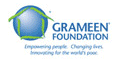 GRAMEEN
FOUNDATION
Empowering people. Changing lives.
Innovating for the world's poor.